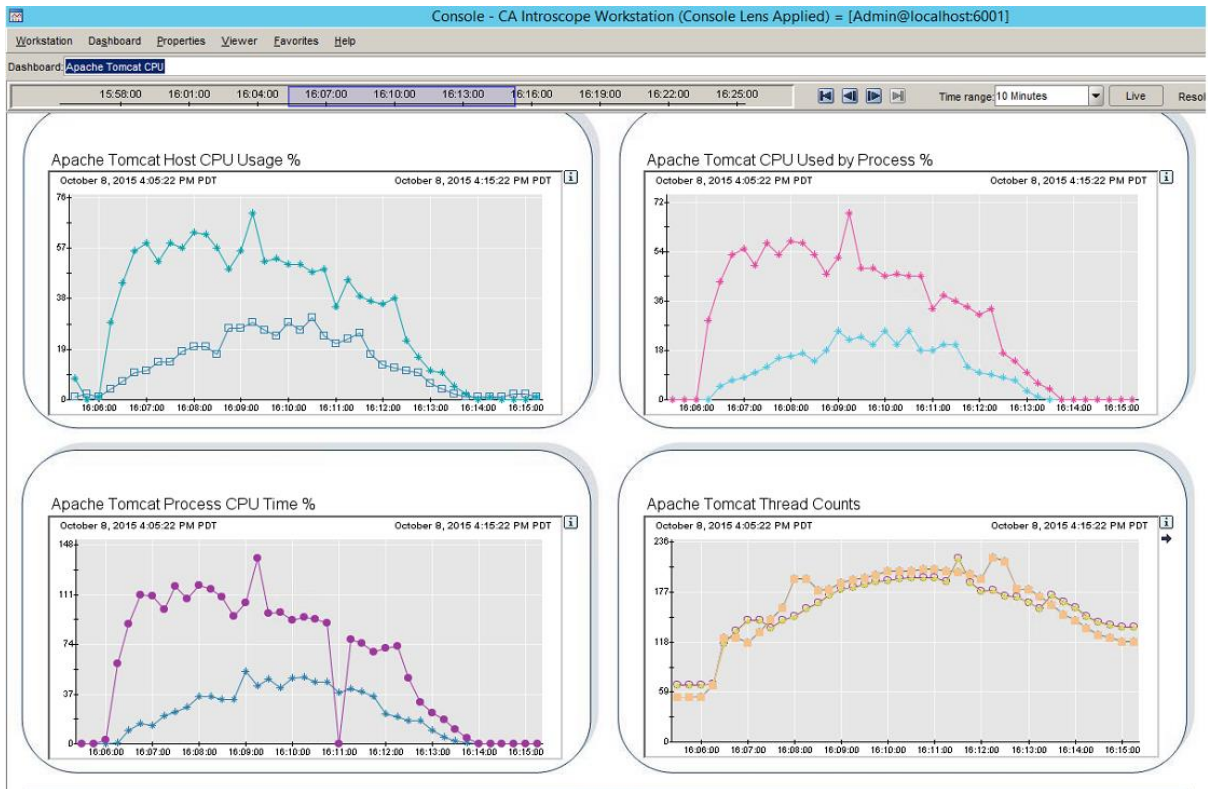 Console - CA Introscope Workstation (Console Lens Applied) = [Admin@localhost:6001]
Workstation Dashboard Properties Viewer Favorites Help
Dashboard: Apache Tomcat CPU
15:58:00 16:01:00 16:04:00 16:07:00 16:10:00 16:13:00 16:16:00 16:19:00 16:22:00 16:25:00 Time range: 10 Minutes Live Resol
Apache Tomcat Host CPU Usage %
October 8, 2015 4:05:22 PM PDT October 8, 2015 4:15:22 PM PDT
76
57
38
19
0
16:06:00 16:07:00 16:08:00 16:09:00 16:10:00 16:11:00 16:12:00 16:13:00 16:14:00 16:15:00
Apache Tomcat CPU Used by Process %
October 8, 2015 4:05:22 PM PDT October 8, 2015 4:15:22 PM PDT
72
54
36
18
0
16:06:00 16:07:00 16:08:00 16:09:00 16:10:00 16:11:00 16:12:00 16:13:00 16:14:00 16:15:00
Apache Tomcat Process CPU Time %
October 8, 2015 4:05:22 PM PDT October 8, 2015 4:15:22 PM PDT
148
111
74
37
0
16:06:00 16:07:00 16:08:00 16:09:00 16:10:00 16:11:00 16:12:00 16:13:00 16:14:00 16:15:00
Apache Tomcat Thread Counts
October 8, 2015 4:05:22 PM PDT October 8, 2015 4:15:22 PM PDT
236
177
118
59
0
16:06:00 16:07:00 16:08:00 16:09:00 16:10:00 16:11:00 16:12:00 16:13:00 16:14:00 16:15:00